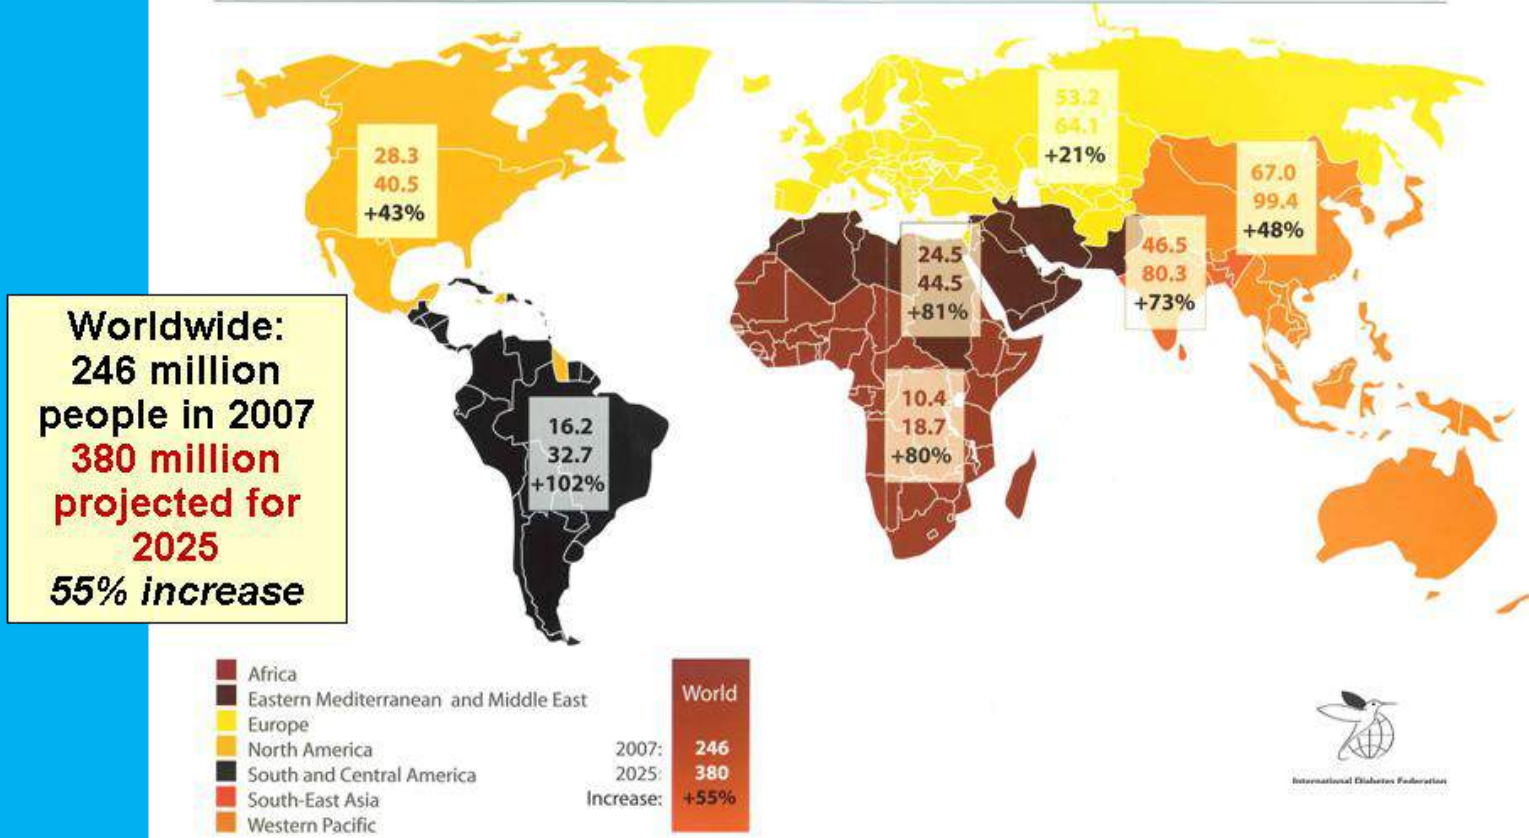 53.2
64.1
+21%
28.3
40.5
+43%
67.0
99.4
+48%
46.5
80.3
+73%
24.5
44.5
+81%
Worldwide:
246 million
people in 2007
380 million
projected for
2025
55% increase
10.4
18.7
+80%
16.2
32.7
+102%
Africa
Eastern Mediterranean and Middle East
Europe
North America
South and Central America
South-East Asia
Western Pacific
World
2007: 246
2025: 380
Increase: +55%
International Diabetes Federation